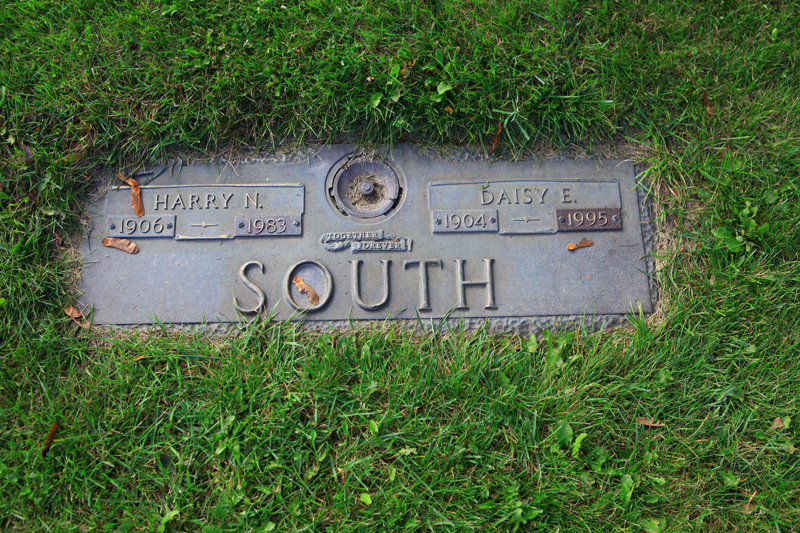 HARRY N.
1906 1983
DAISY E.
1904 1995
TOGETHER
FOREVER
SOUTH